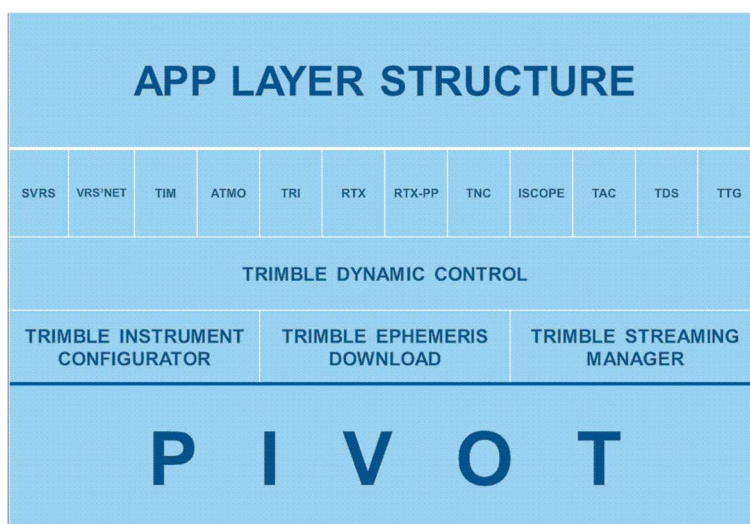 APP LAYER STRUCTURE
SVRS VRS³NET TIM ATMO TRI RTX RTX-PP TNC ISCOPE TAC TDS TTG
TRIMBLE DYNAMIC CONTROL
TRIMBLE INSTRUMENT CONFIGURATOR
TRIMBLE EPHEMERIS DOWNLOAD
TRIMBLE STREAMING MANAGER
PIVOT